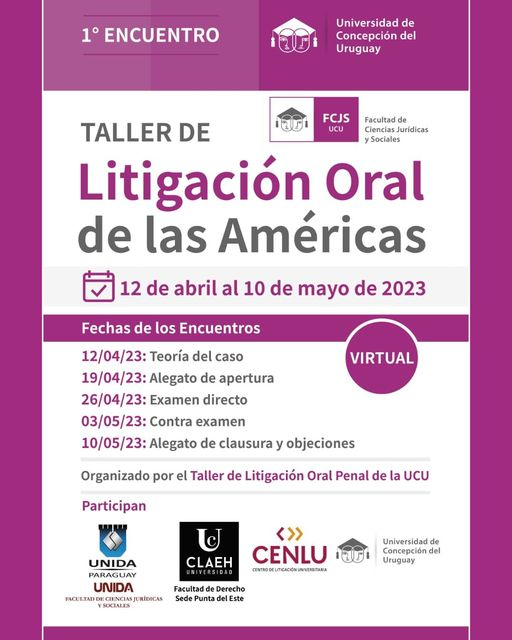 1° ENCUENTRO
Universidad de
Concepción del
Uruguay
FCJS
UCU
Facultad de
Ciencias Jurídicas
y Sociales
TALLER DE
Litigación Oral
de las Américas
12 de abril al 10 de mayo de 2023
Fechas de los Encuentros
VIRTUAL
12/04/23: Teoría del caso
19/04/23: Alegato de apertura
26/04/23: Examen directo
03/05/23: Contra examen
10/05/23: Alegato de clausura y objeciones
Organizado por el Taller de Litigación Oral Penal de la UCU
Participan
UNIDA
PARAGUAY
UNIDA
FACULTAD DE CIENCIAS JURÍDICAS
Y SOCIALES
UC
CLAEH
UNIVERSIDAD
Facultad de Derecho
Sede Punta del Este
CENLU
CENTRO DE LITIGACIÓN UNIVERSITARIA
Universidad de
Concepción del
Uruguay